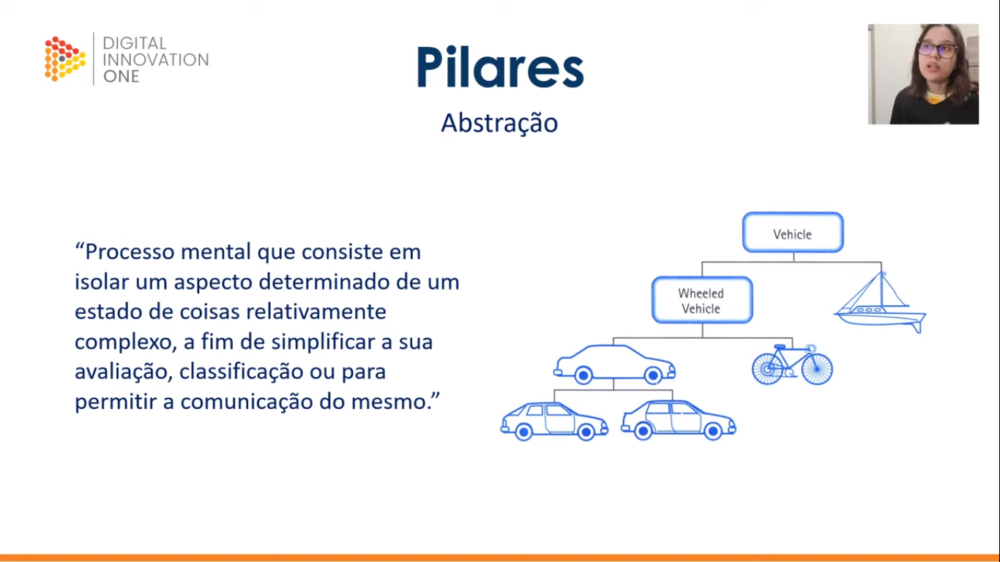 DIGITAL
INNOVATION
ONE
Pilares
Abstração
“Processo mental que consiste em
isolar um aspecto determinado de um
estado de coisas relativamente
complexo, a fim de simplificar a sua
avaliação, classificação ou para
permitir a comunicação do mesmo.”
Vehicle
Wheeled
Vehicle